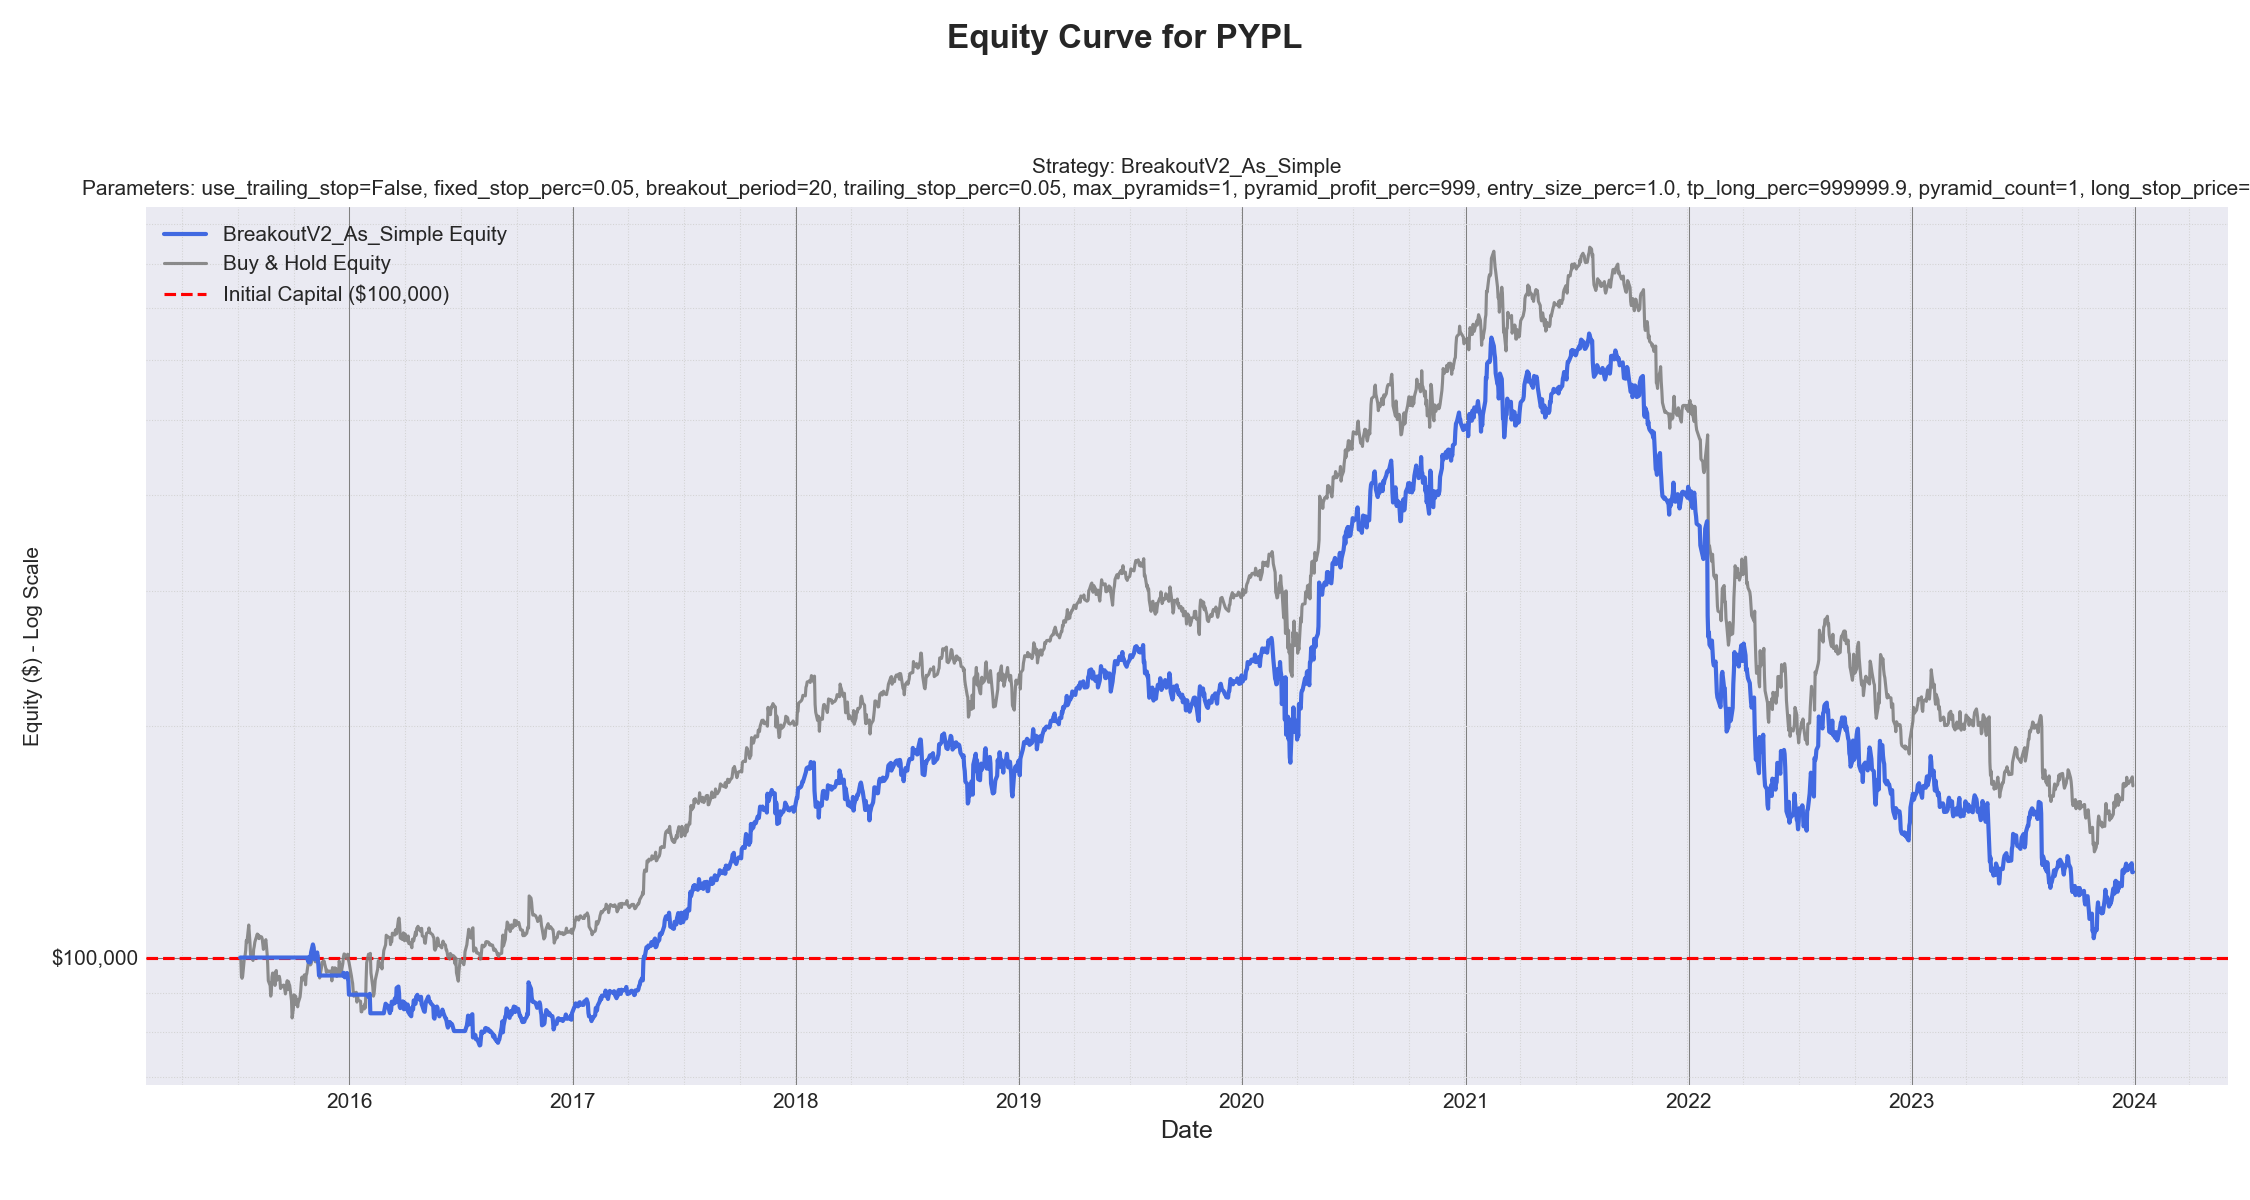 Equity Curve for PYPL
Strategy: BreakoutV2_As_Simple
Parameters: use_trailing_stop=False, fixed_stop_perc=0.05, breakout_period=20, trailing_stop_perc=0.05, max_pyramids=1, pyramid_profit_perc=999, entry_size_perc=1.0, tp_long_perc=999999.9, pyramid_count=1, long_stop_price=
BreakoutV2_As_Simple Equity
Buy & Hold Equity
Initial Capital ($100,000)
Equity ($) - Log Scale
$100,000
2016 2017 2018 2019 2020 2021 2022 2023 2024
Date